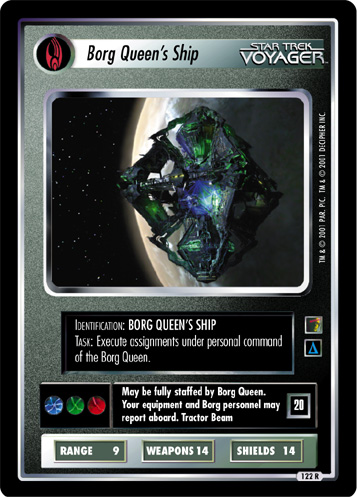 Borg Queen's Ship
STAR TREK
VOYAGER
TM & © 2001 PAR. PIC. TM & © 2001 DECIPHER INC.
IDENTIFICATION: BORG QUEEN'S SHIP
TASK: Execute assignments under personal command
of the Borg Queen.
May be fully staffed by Borg Queen.
Your equipment and Borg personnel may
report aboard. Tractor Beam
20
RANGE 9 WEAPONS 14 SHIELDS 14
122 R